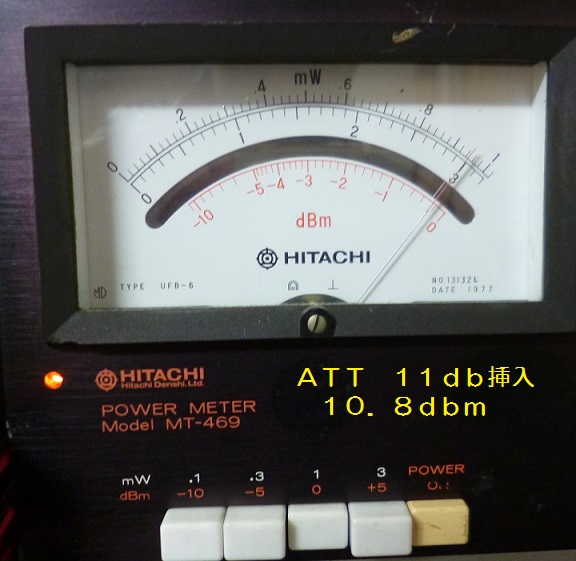 mW
0 .2 .4 .6 .8 1
0 1 2 3
-10 -5 -4 -3 -2 -1 0
dBm
HITACHI
TYPE UFB-6
NO.13132
DATE 1977
HITACHI
Hitachi Denshi, Ltd.
ＡＴＴ　１１ｄｂ挿入
１０．８ｄｂｍ
POWER METER
Model MT-469
mW .1 .3 1 3 POWER
dBm -10 -5 0 +5